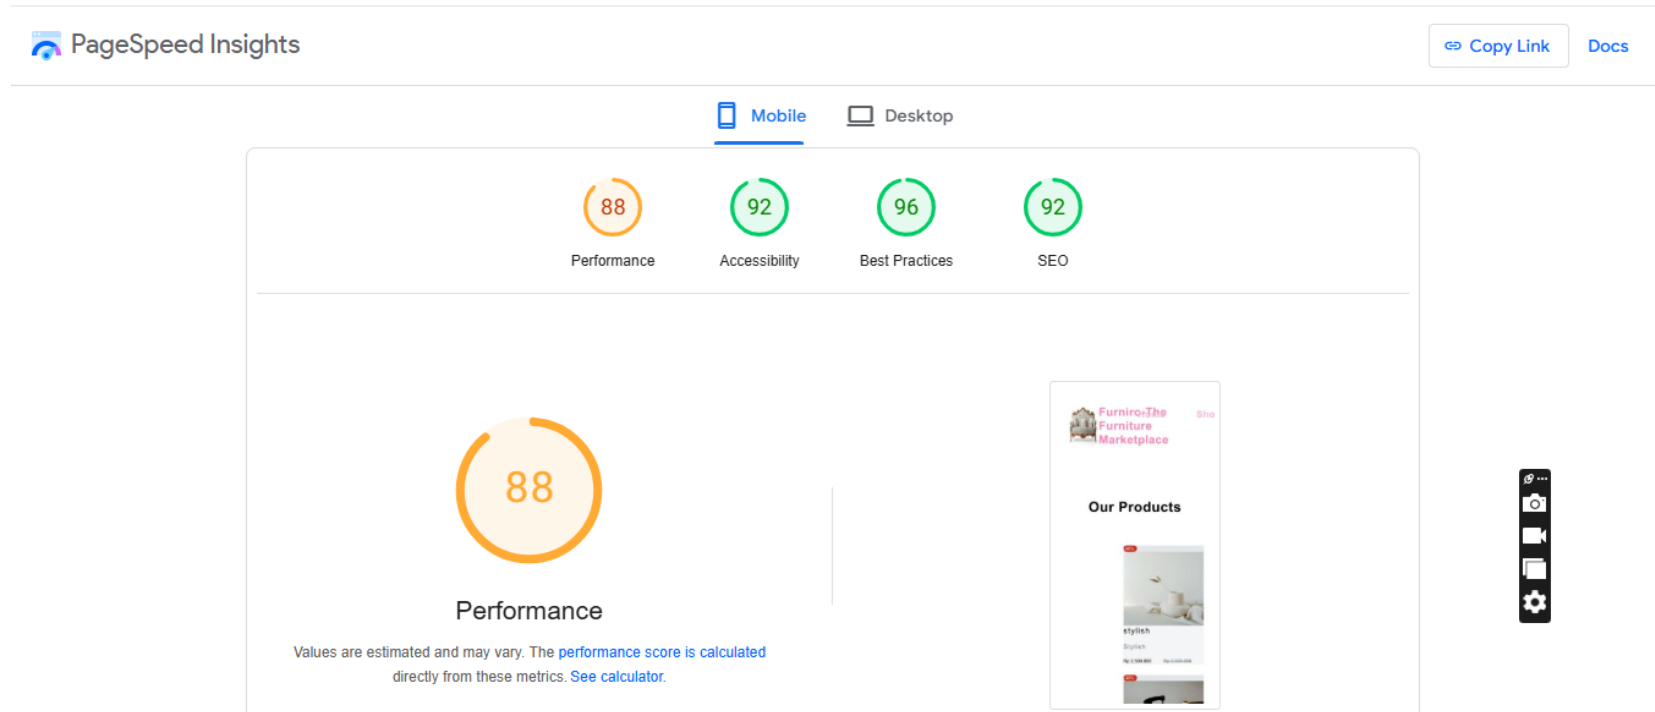 PageSpeed Insights
Copy Link
Docs
Mobile
Desktop
88
92
96
92
Performance
Accessibility
Best Practices
SEO
88
Performance
Values are estimated and may vary. The performance score is calculated
directly from these metrics. See calculator.
Furniro-The
Sho
Furniture
Marketplace
Our Products
stylish
Stylish